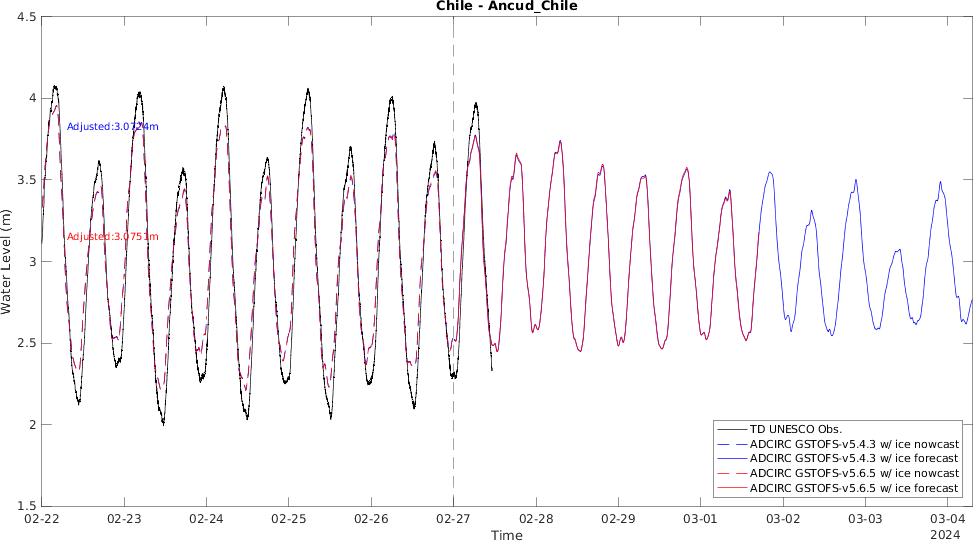 Chile - Ancud_Chile
4.5
4
3.5
3
2.5
2
1.5
Water Level (m)
Adjusted:3.0724m
Adjusted:3.0751m
TD UNESCO Obs.
ADCIRC GSTOFS-v5.4.3 w/ ice nowcast
ADCIRC GSTOFS-v5.4.3 w/ ice forecast
ADCIRC GSTOFS-v5.6.5 w/ ice nowcast
ADCIRC GSTOFS-v5.6.5 w/ ice forecast
02-22 02-23 02-24 02-25 02-26 02-27 02-28 02-29 03-01 03-02 03-03 03-04
Time 2024